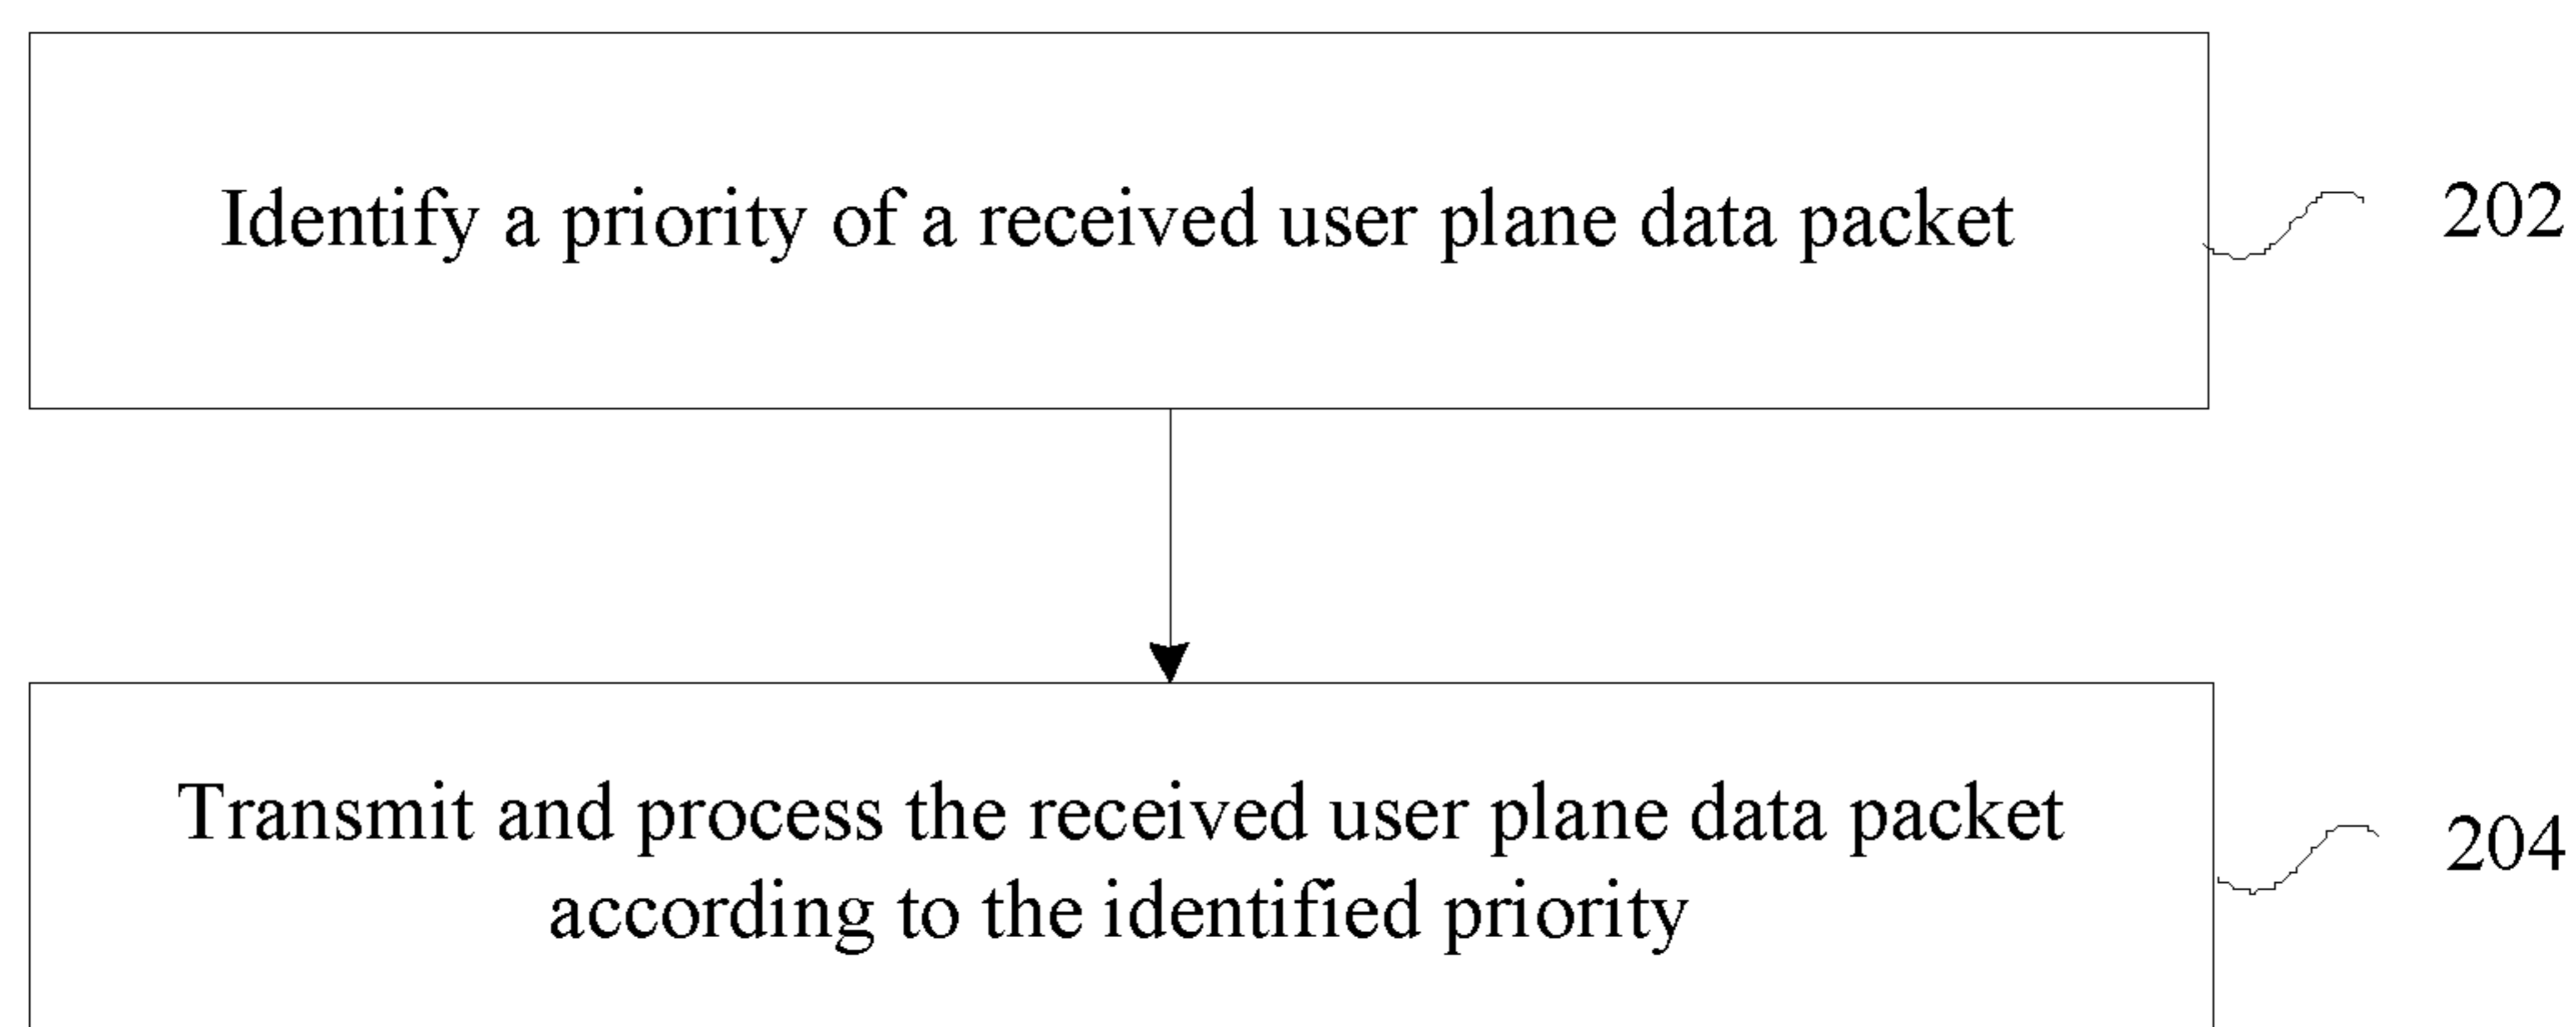 Identify a priority of a received user plane data packet
202
Transmit and process the received user plane data packet
according to the identified priority
204